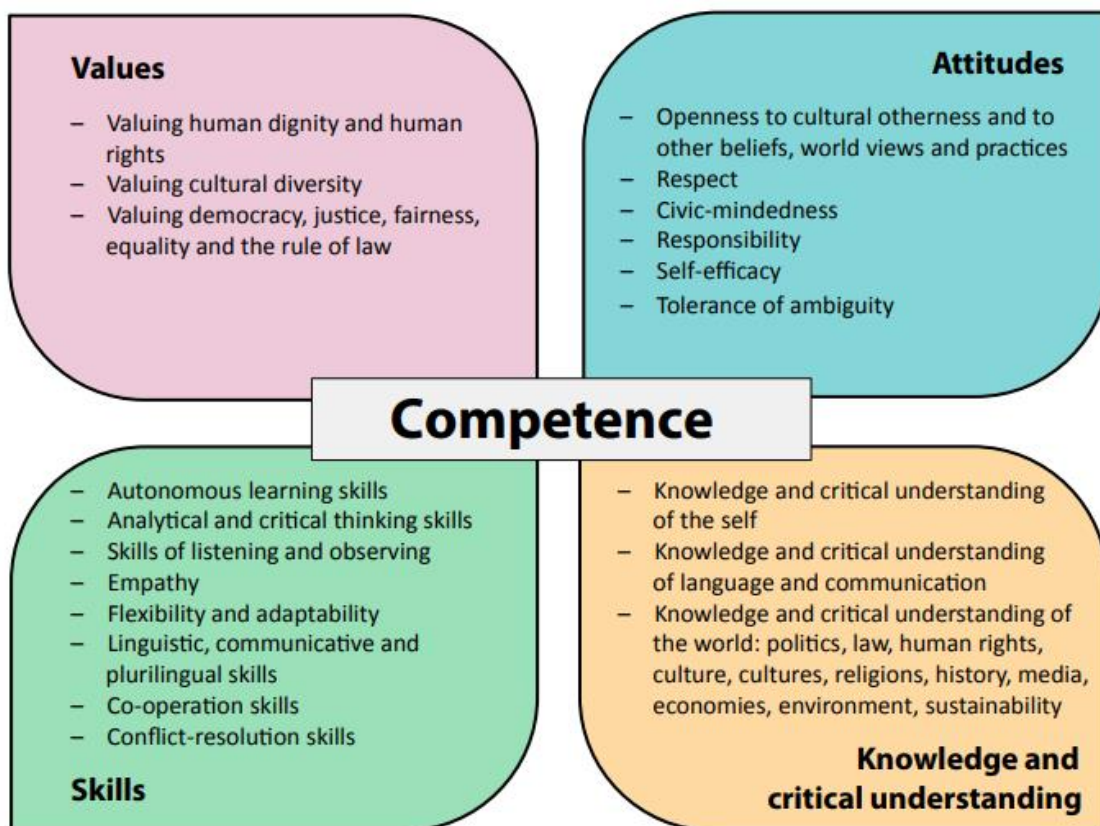 Values
– Valuing human dignity and human
rights
– Valuing cultural diversity
– Valuing democracy, justice, fairness,
equality and the rule of law
Attitudes
– Openness to cultural otherness and to
other beliefs, world views and practices
– Respect
– Civic-mindedness
– Responsibility
– Self-efficacy
– Tolerance of ambiguity
Competence
– Autonomous learning skills
– Analytical and critical thinking skills
– Skills of listening and observing
– Empathy
– Flexibility and adaptability
– Linguistic, communicative and
plurilingual skills
– Co-operation skills
– Conflict-resolution skills
Skills
– Knowledge and critical understanding
of the self
– Knowledge and critical understanding
of language and communication
– Knowledge and critical understanding of
the world: politics, law, human rights,
culture, cultures, religions, history, media,
economies, environment, sustainability
Knowledge and
critical understanding